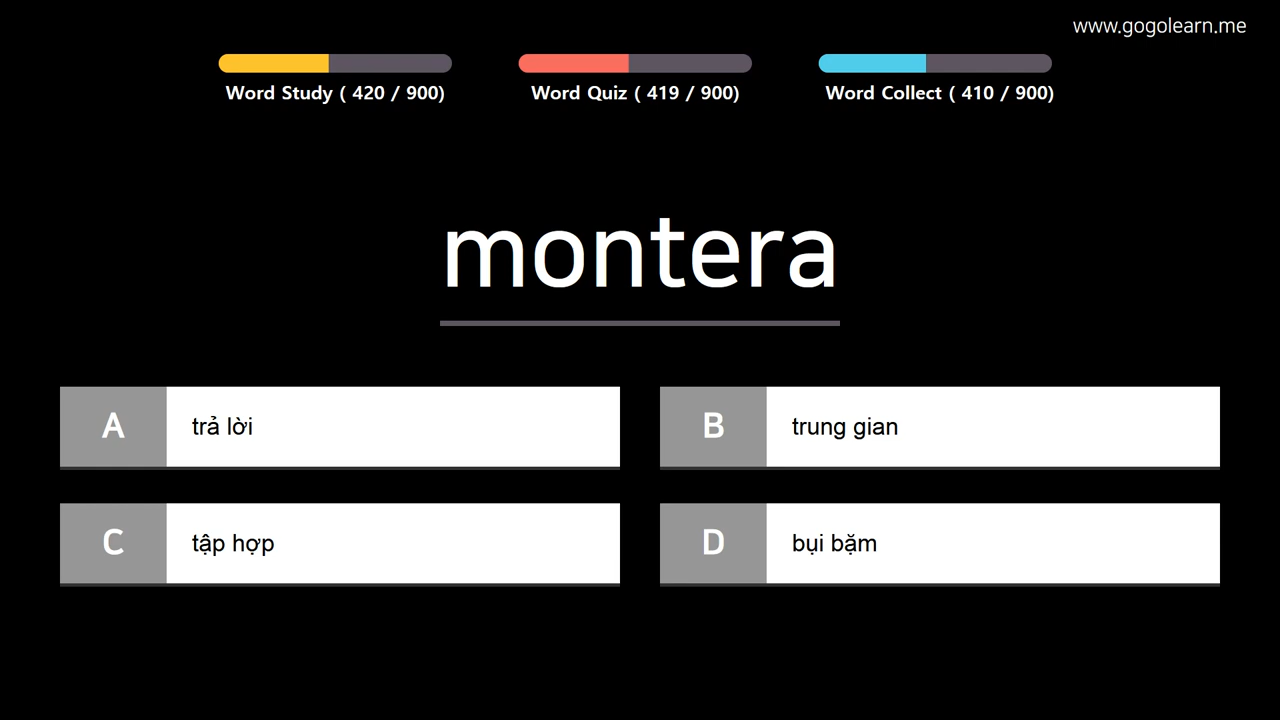 www.gogolearn.me
Word Study ( 420 / 900)
Word Quiz ( 419 / 900)
Word Collect ( 410 / 900)
montera
A trả lời
B trung gian
C tập hợp
D bụi bặm